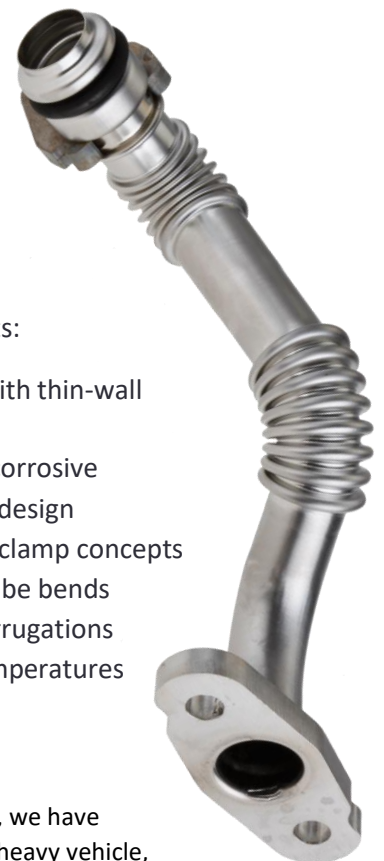 s:
ith thin-wall
orrosive
design
clamp concepts
be bends
rrugations
mperatures
, we have
heavy vehicle,